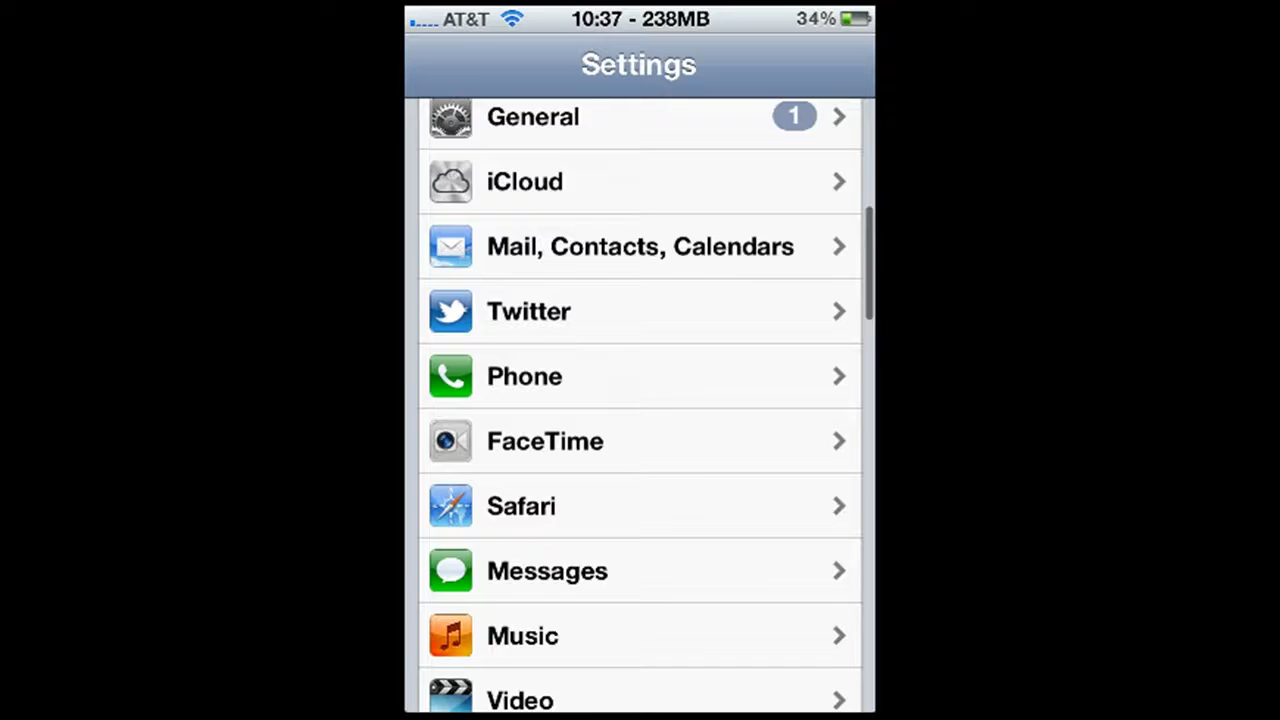 AT&T 10:37 - 238MB 34%
Settings
General 1
iCloud
Mail, Contacts, Calendars
Twitter
Phone
FaceTime
Safari
Messages
Music
Video